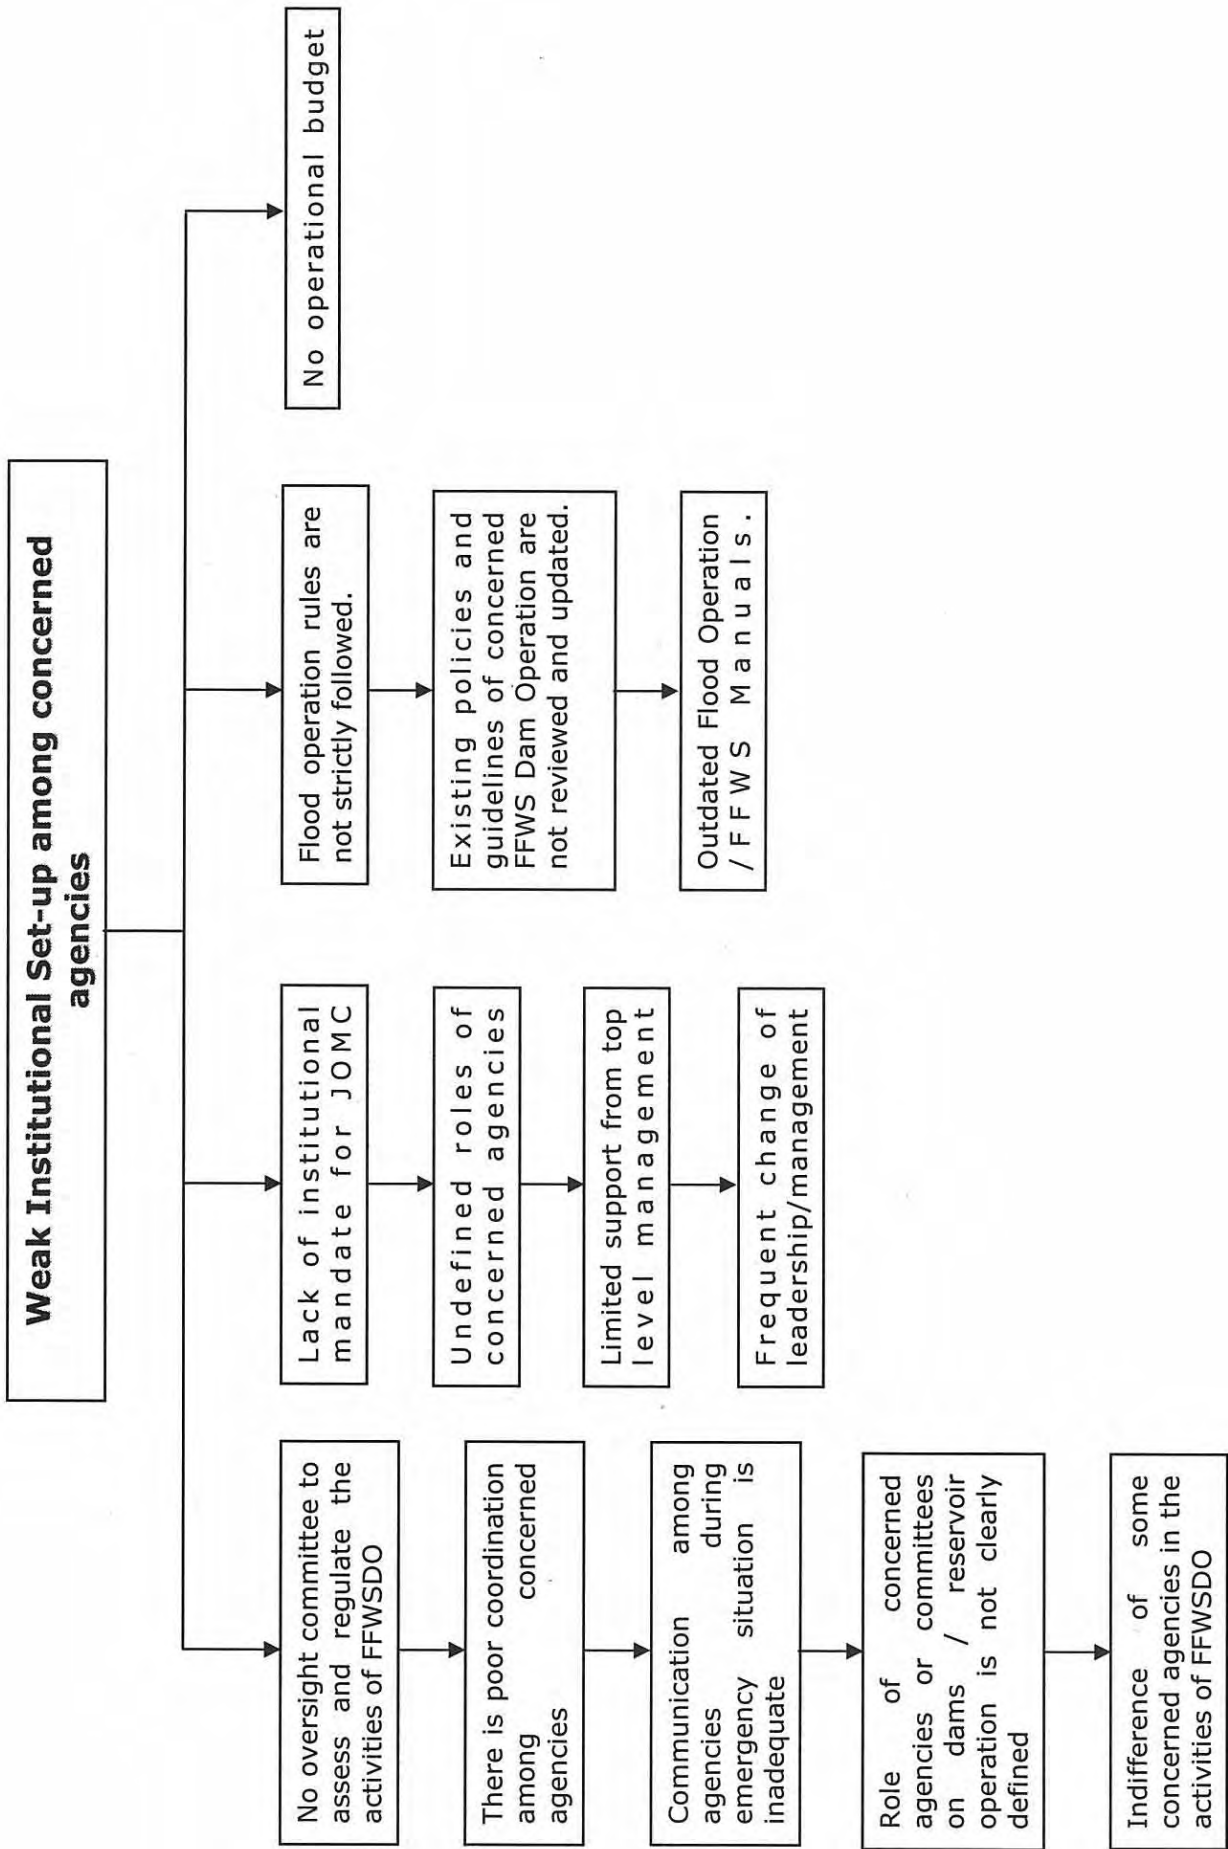 Weak Institutional Set-up among concerned
agencies
No oversight committee to
assess and regulate the
activities of FFWSDO
There is poor coordination
among concerned
agencies
Communication among
agencies during
emergency situation is
inadequate
Role of concerned
agencies or committees
on dams / reservoir
operation is not clearly
defined
Indifference of some
concerned agencies in the
activities of FFWSDO
Lack of institutional
mandate for JOMC
Undefined roles of
concerned agencies
Limited support from top
level management
Frequent change of
leadership/management
Flood operation rules are
not strictly followed.
Existing policies and
guidelines of concerned
FFWS Dam Operation are
not reviewed and updated.
Outdated Flood Operation
/FFWS Manuals.
No operational budget